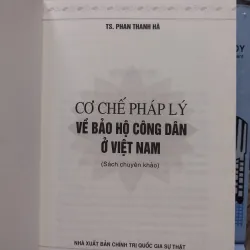 TS. PHAN THANH HÀ
CƠ CHẾ PHÁP LÝ
VỀ BẢO HỘ CÔNG DÂN
Ở VIỆT NAM
(Sách chuyên khảo)
NHÀ XUẤT BẢN CHÍNH TRỊ QUỐC GIA SỰ THẬT